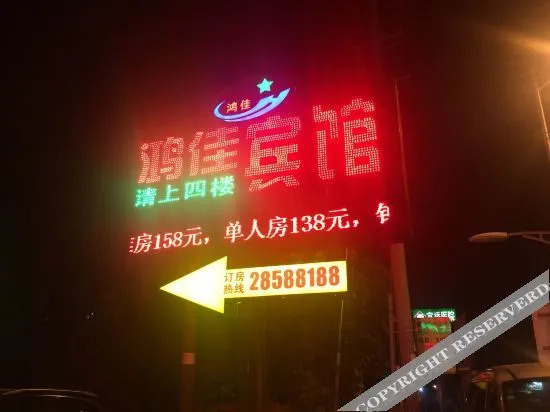 鸿佳
鸿佳宾馆
请上四楼
房158元，单人房138元，钟
订房
热线
28588188
COPYRIGHT RESERVED